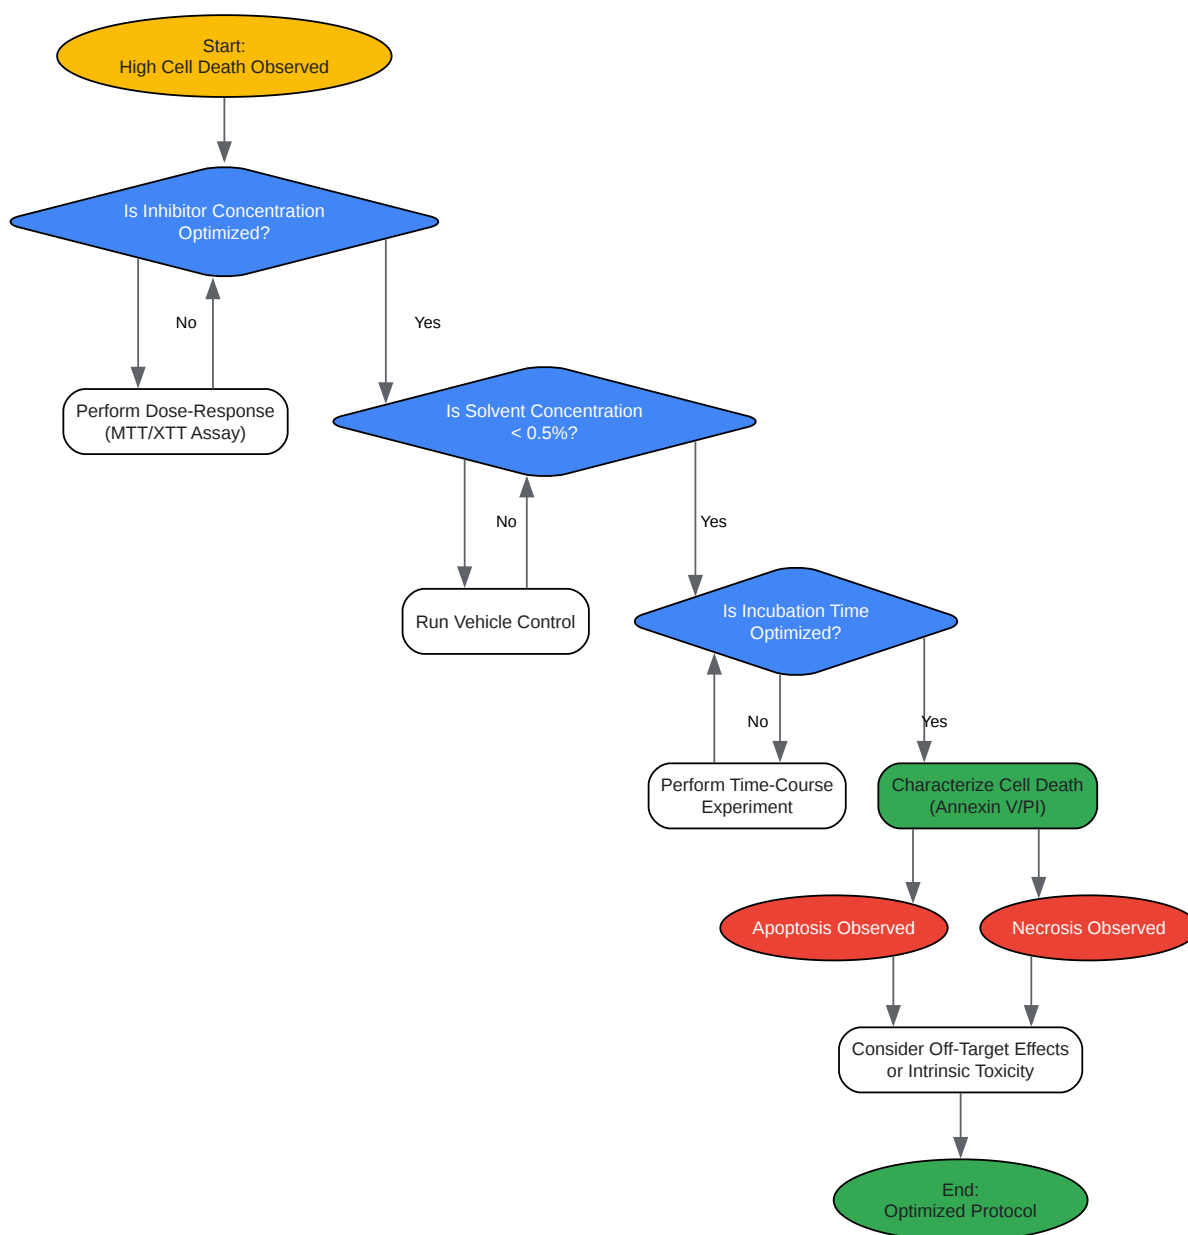 Start:
High Cell Death Observed
Is Inhibitor Concentration
Optimized?
No
Yes
Perform Dose-Response
(MTT/XTT Assay)
Is Solvent Concentration
< 0.5%?
No
Yes
Run Vehicle Control
Is Incubation Time
Optimized?
No
Yes
Perform Time-Course
Experiment
Characterize Cell Death
(Annexin V/PI)
Apoptosis Observed
Necrosis Observed
Consider Off-Target Effects
or Intrinsic Toxicity
End:
Optimized Protocol